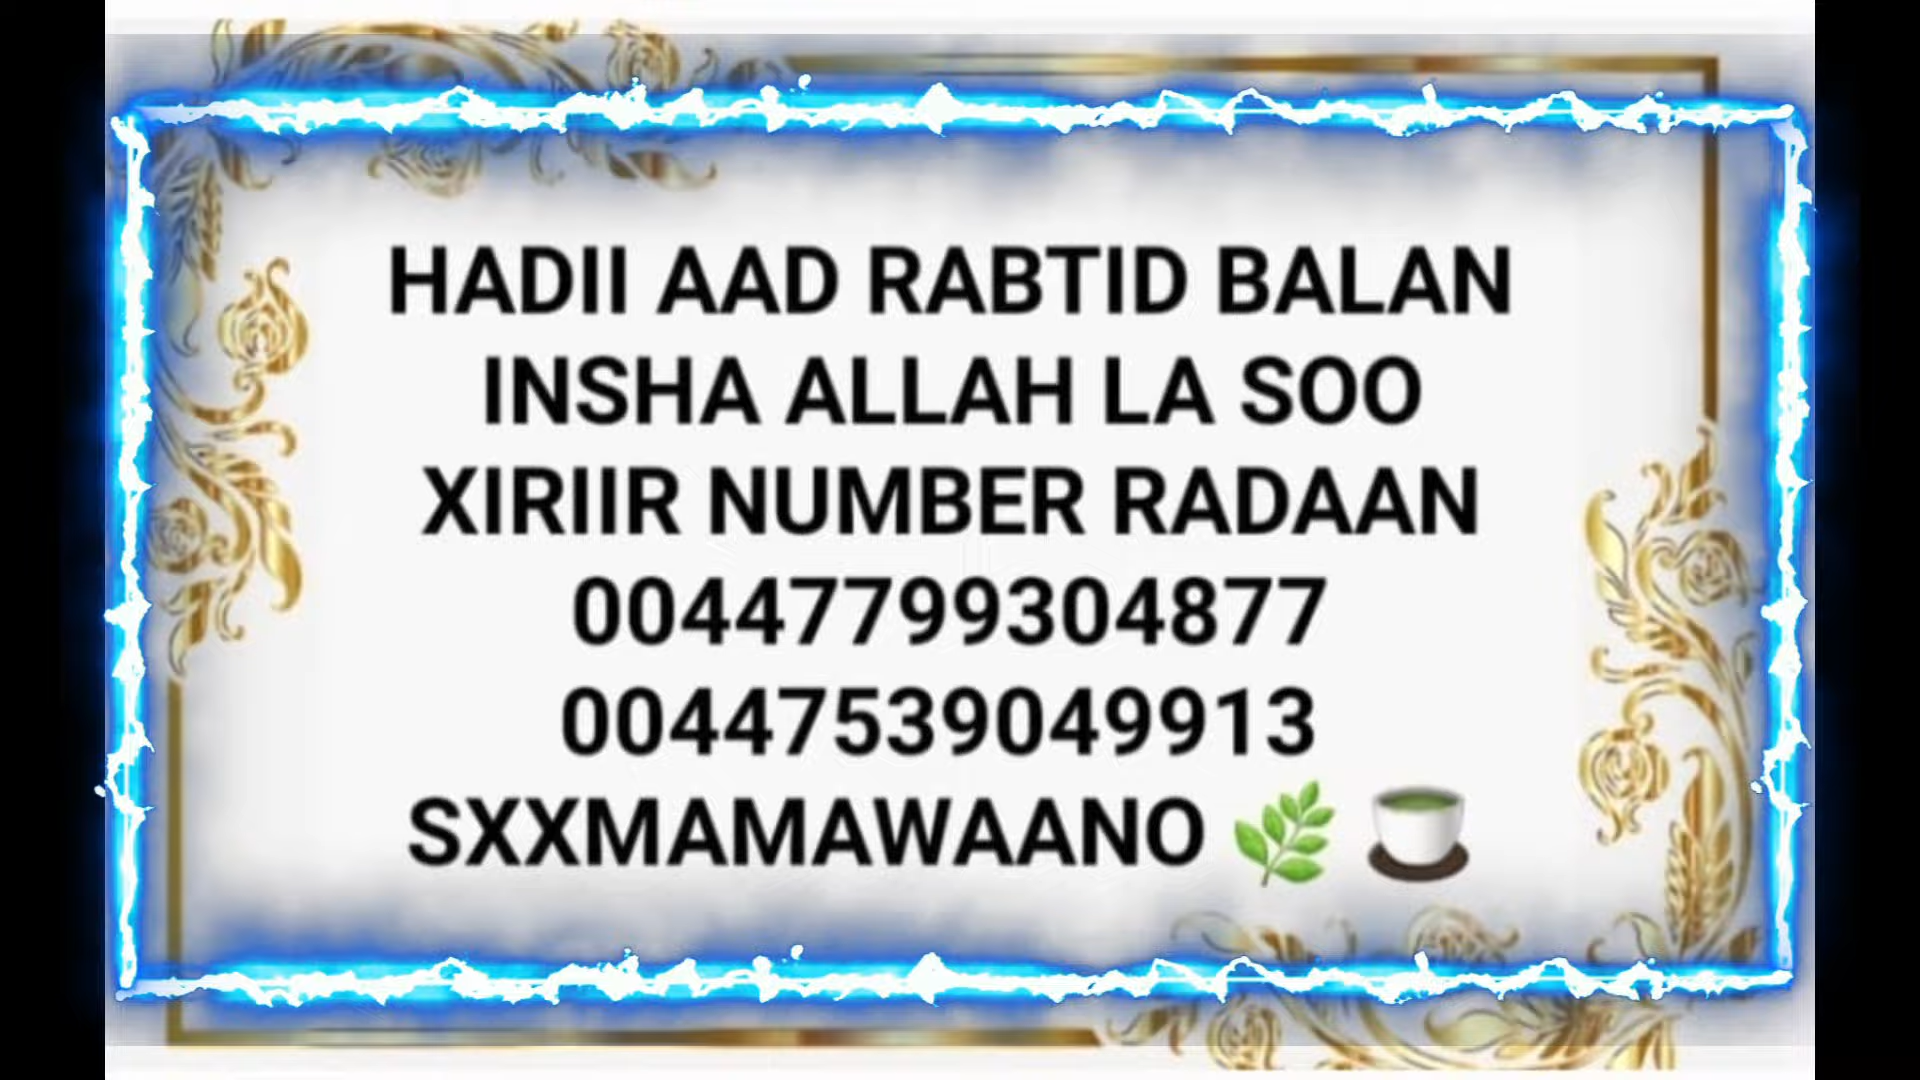 HADII AAD RABTID BALAN
INSHA ALLAH LA SOO
XIRIIR NUMBER RADAAN
00447799304877
00447539049913
SXXMAMAWAANO 🌿 🍵